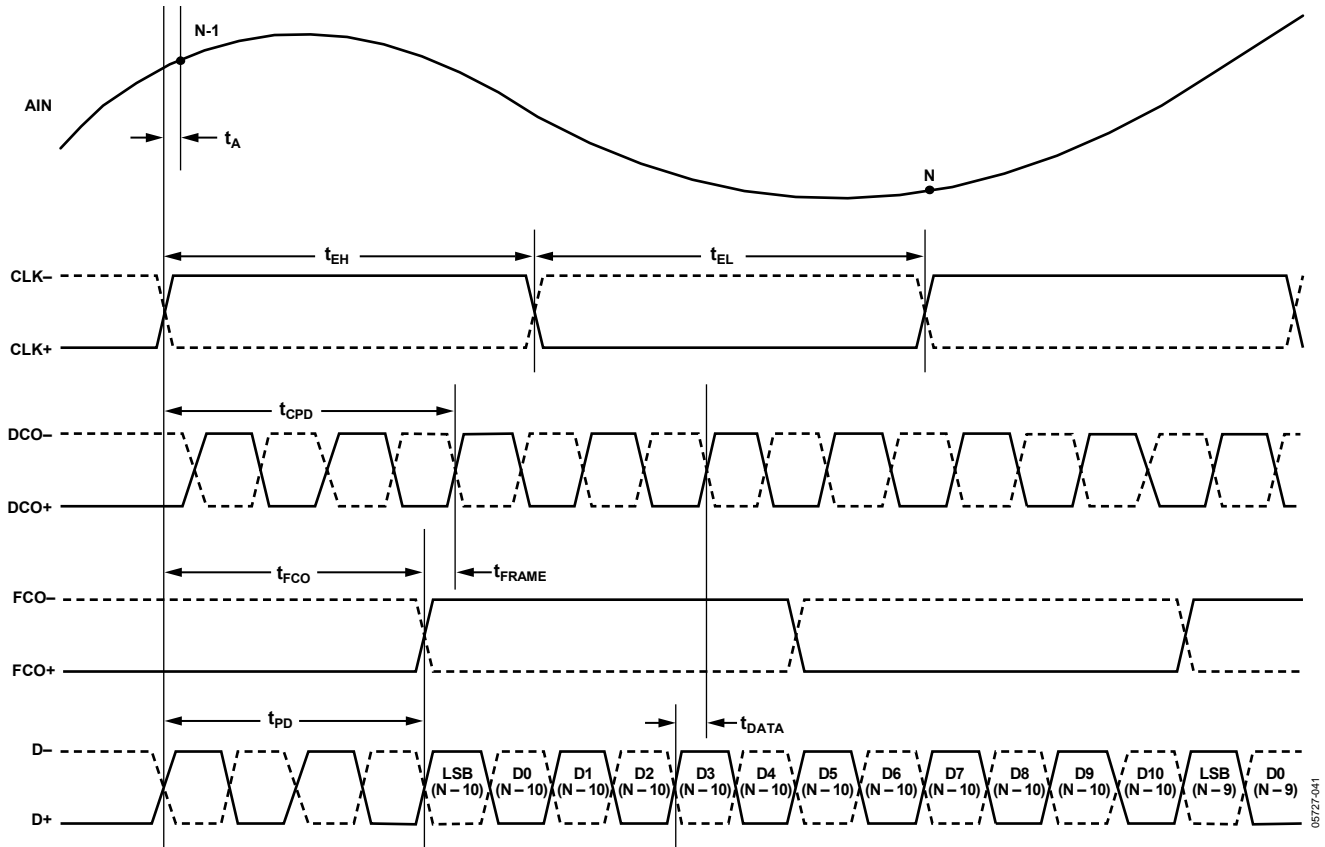 N-1
AIN
tA
N
tEH
tEL
CLK–
CLK+
tCPD
DCO–
DCO+
tFCO
tFRAME
FCO–
FCO+
tPD
tDATA
D–
D+
LSB (N – 10)
D0 (N – 10)
D1 (N – 10)
D2 (N – 10)
D3 (N – 10)
D4 (N – 10)
D5 (N – 10)
D6 (N – 10)
D7 (N – 10)
D8 (N – 10)
D9 (N – 10)
D10 (N – 10)
LSB (N – 9)
D0 (N – 9)
05727-041